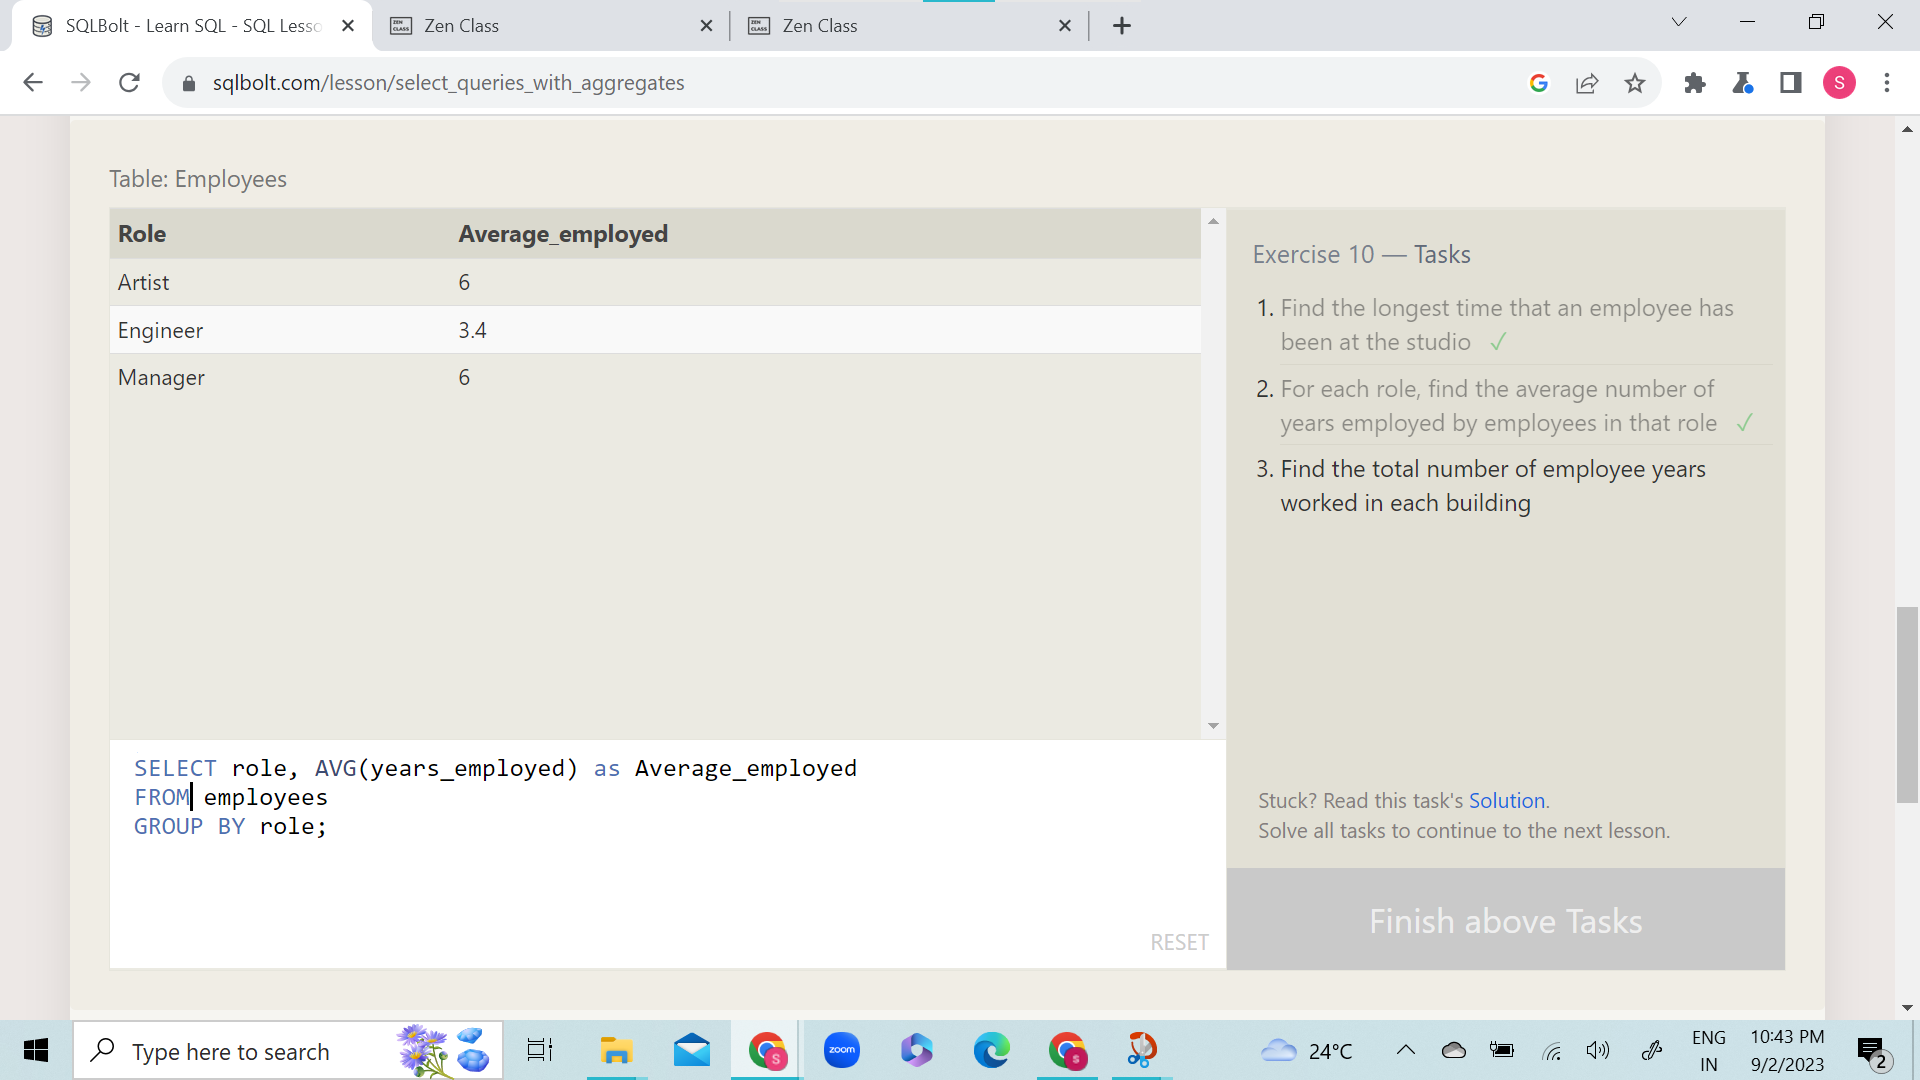 SQLBolt - Learn SQL - SQL Lesso
Zen Class
Zen Class
sqlbolt.com/lesson/select_queries_with_aggregates
S
Table: Employees
Role Average_employed
Artist 6
Engineer 3.4
Manager 6
Exercise 10 — Tasks
1. Find the longest time that an employee has
been at the studio ✓
2. For each role, find the average number of
years employed by employees in that role ✓
3. Find the total number of employee years
worked in each building
SELECT role, AVG(years_employed) as Average_employed
FROM employees
GROUP BY role;
RESET
Stuck? Read this task's Solution.
Solve all tasks to continue to the next lesson.
Finish above Tasks
Type here to search
S
zoom
S
24°C
ENG
IN
10:43 PM
9/2/2023
2